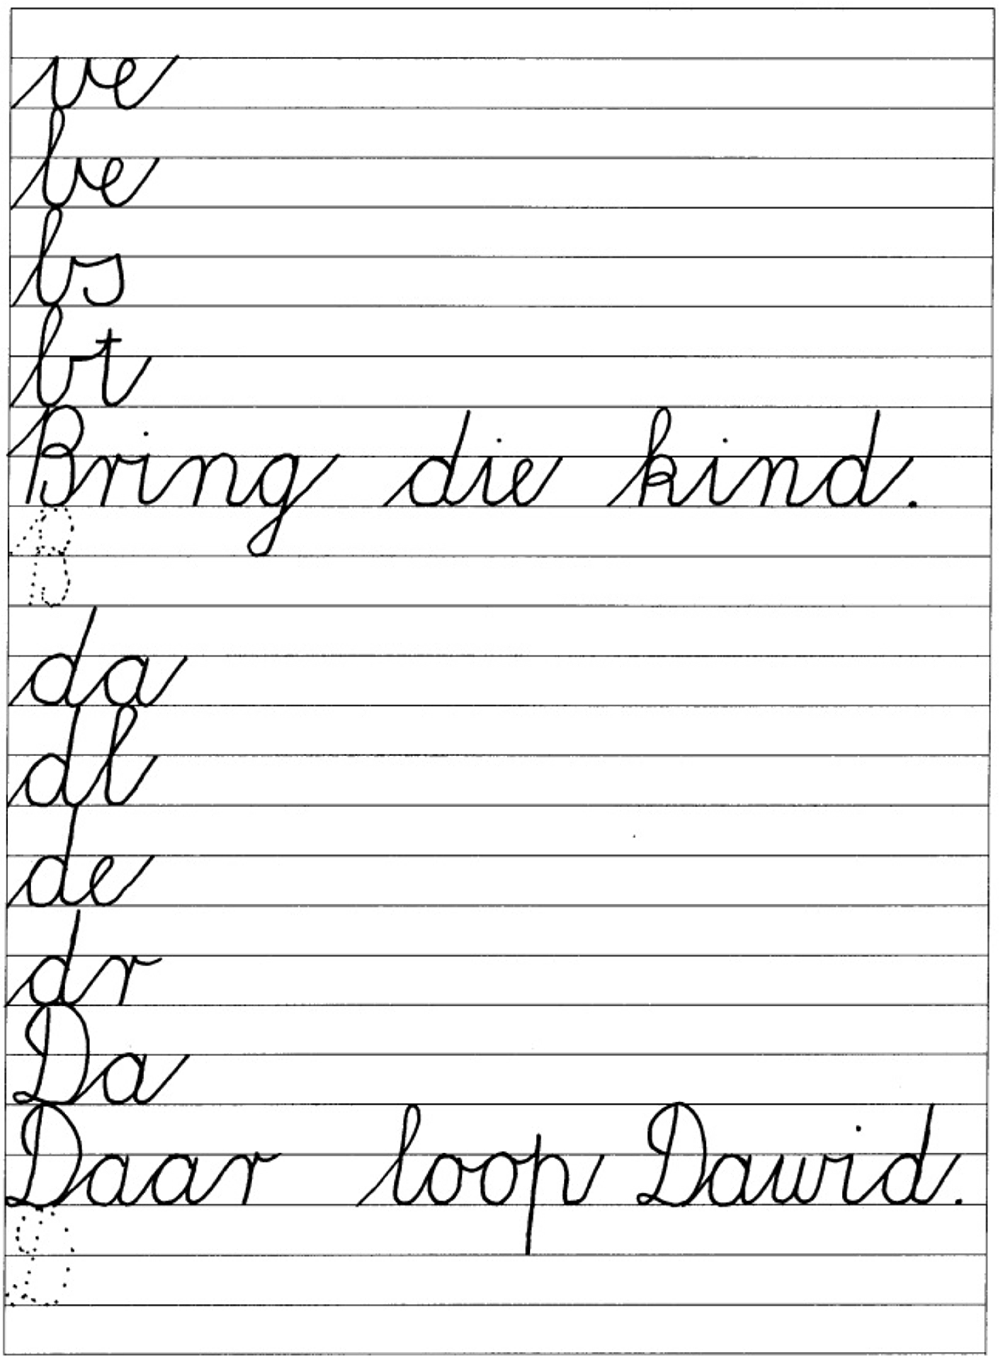 ve
be
bs
bt
Bring die kind.
B
da
dl
de
dr
Da
Daar loop Dawid.
D